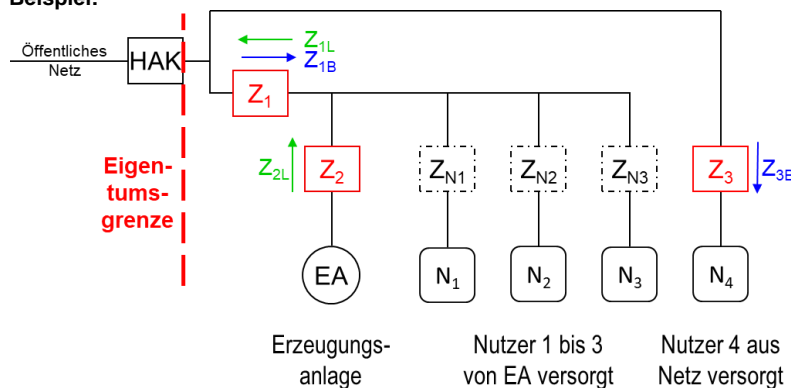 Beispiel:
Öffentliches
Netz
HAK
Z1L
Z1B
Z1
Eigen-
tums-
grenze
Z2L
Z2
ZN1
ZN2
ZN3
Z3
Z3B
EA
N1
N2
N3
N4
Erzeugungs-
anlage
Nutzer 1 bis 3
von EA versorgt
Nutzer 4 aus
Netz versorgt